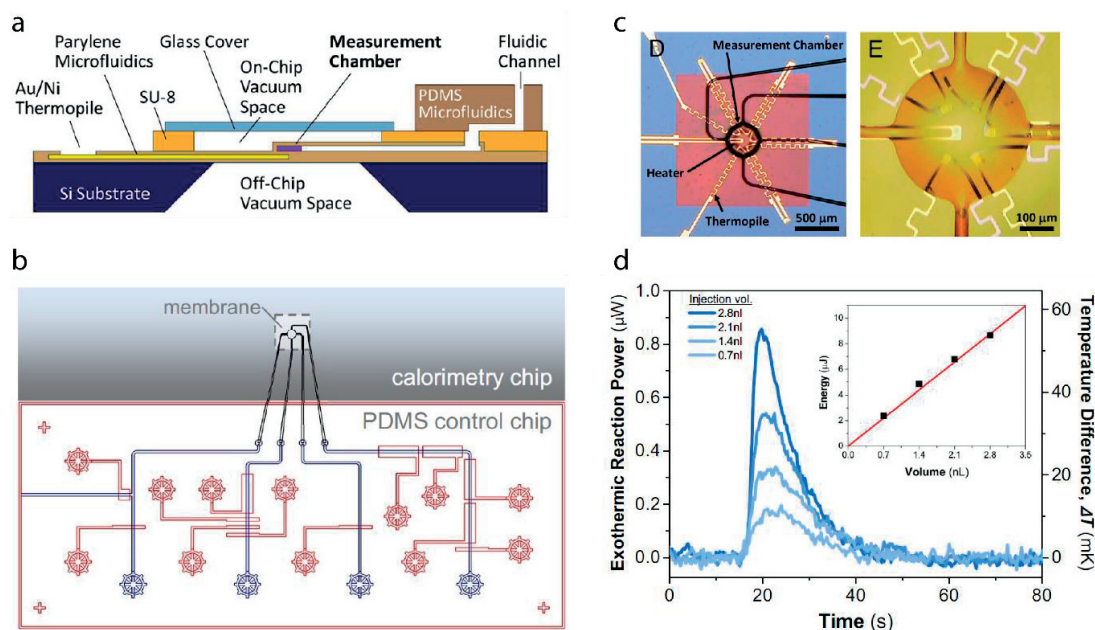 a
Parylene
Microfluidics
Glass Cover
Measurement
Chamber
Fluidic
Channel
Au/Ni
Thermopile
SU-8
On-Chip
Vacuum
Space
PDMS
Microfluidics
Si Substrate
Off-Chip
Vacuum Space
b
membrane
calorimetry chip
PDMS control chip
c
D
Measurement Chamber
Heater
Thermopile
500 μm
E
100 μm
d
Exothermic Reaction Power (μW)
1.0
0.8
0.6
0.4
0.2
0.0
Injection vol.
2.8nl
2.1nl
1.4nl
0.7nl
Energy (μJ)
10
8
6
4
2
0
0.0 0.7 1.4 2.1 2.8 3.5
Volume (nL)
60
40
20
0
Temperature Difference, ΔT (mK)
0 20 40 60 80
Time (s)